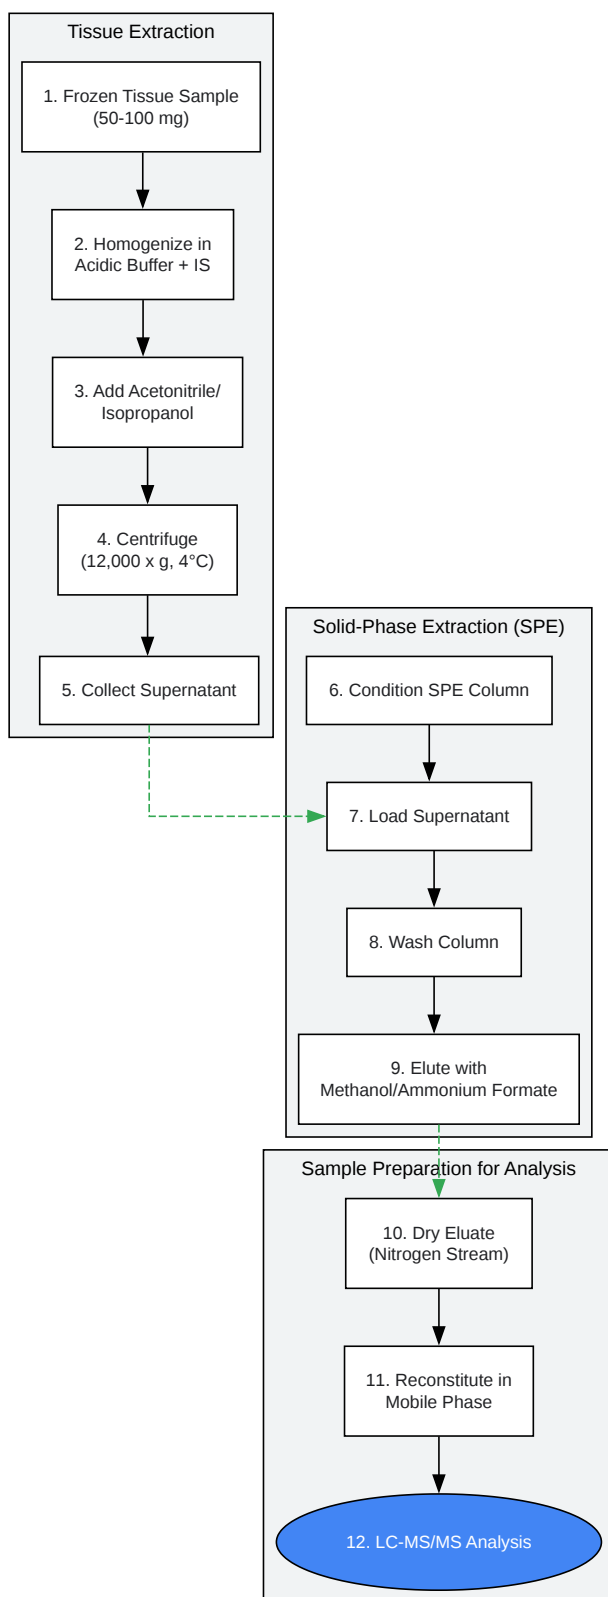 Tissue Extraction
1. Frozen Tissue Sample
(50-100 mg)
2. Homogenize in
Acidic Buffer + IS
3. Add Acetonitrile/
Isopropanol
4. Centrifuge
(12,000 x g, 4°C)
5. Collect Supernatant
Solid-Phase Extraction (SPE)
6. Condition SPE Column
7. Load Supernatant
8. Wash Column
9. Elute with
Methanol/Ammonium Formate
Sample Preparation for Analysis
10. Dry Eluate
(Nitrogen Stream)
11. Reconstitute in
Mobile Phase
12. LC-MS/MS Analysis